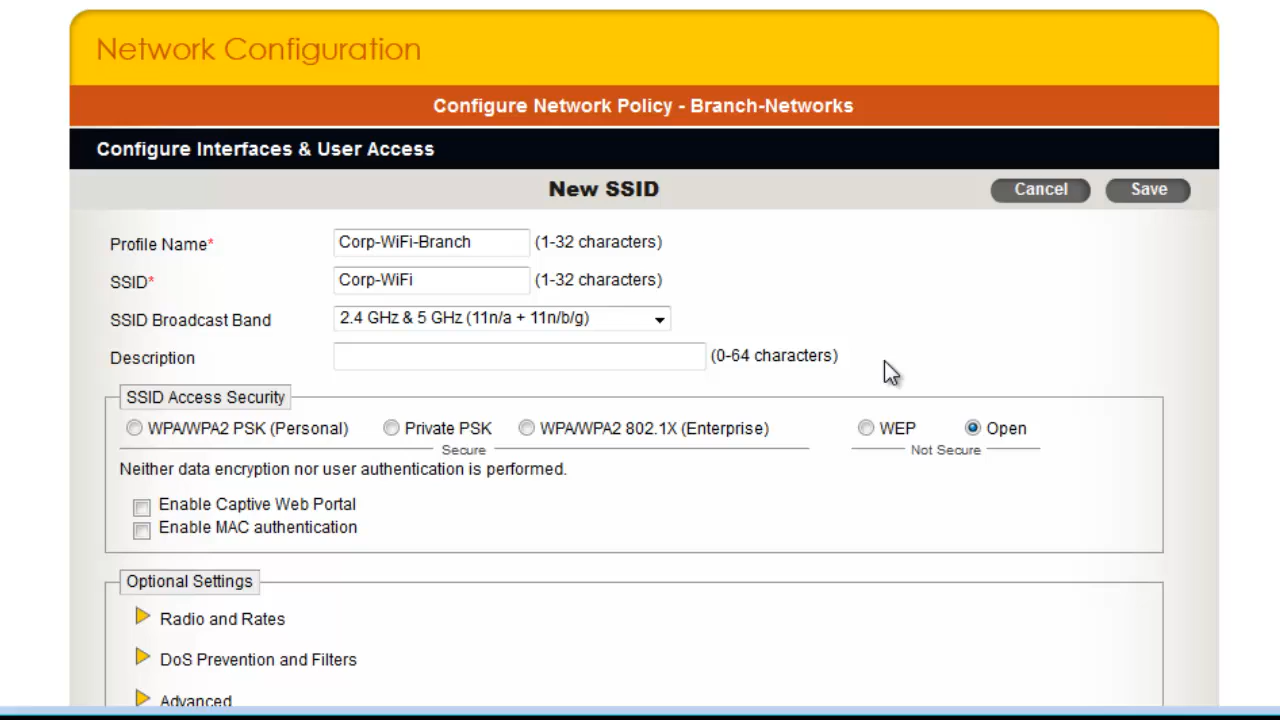 Network Configuration
Configure Network Policy - Branch-Networks
Configure Interfaces & User Access
New SSID Cancel Save
Profile Name* Corp-WiFi-Branch (1-32 characters)
SSID* Corp-WiFi (1-32 characters)
SSID Broadcast Band 2.4 GHz & 5 GHz (11n/a + 11n/b/g)
Description (0-64 characters)
SSID Access Security
WPA/WPA2 PSK (Personal) Private PSK WPA/WPA2 802.1X (Enterprise) WEP Open
Secure Not Secure
Neither data encryption nor user authentication is performed.
Enable Captive Web Portal
Enable MAC authentication
Optional Settings
Radio and Rates
DoS Prevention and Filters
Advanced